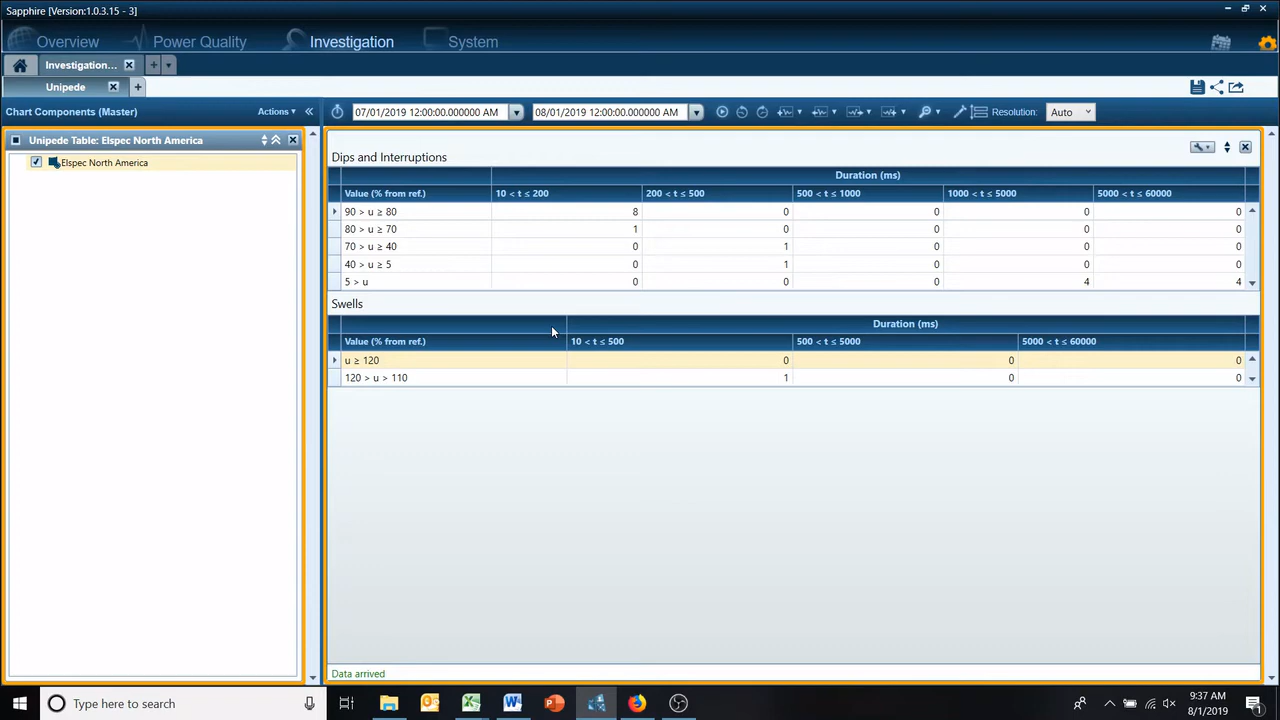 Sapphire [Version:1.0.3.15 - 3]
Overview Power Quality Investigation System
Investigation...
Unipede
Chart Components (Master) Actions 07/01/2019 12:00:00.000000 AM 08/01/2019 12:00:00.000000 AM Resolution: Auto
Unipede Table: Elspec North America
Elspec North America
Dips and Interruptions
Duration (ms)
Value (% from ref.) 10 < t ≤ 200 200 < t ≤ 500 500 < t ≤ 1000 1000 < t ≤ 5000 5000 < t ≤ 60000
90 > u ≥ 80 8 0 0 0 0
80 > u ≥ 70 1 0 0 0 0
70 > u ≥ 40 0 1 0 0 0
40 > u ≥ 5 0 1 0 0 0
5 > u 0 0 0 4 4
Swells
Duration (ms)
Value (% from ref.) 10 < t ≤ 500 500 < t ≤ 5000 5000 < t ≤ 60000
u ≥ 120 0 0 0
120 > u > 110 1 0 0
Data arrived
Type here to search
9:37 AM
8/1/2019
1